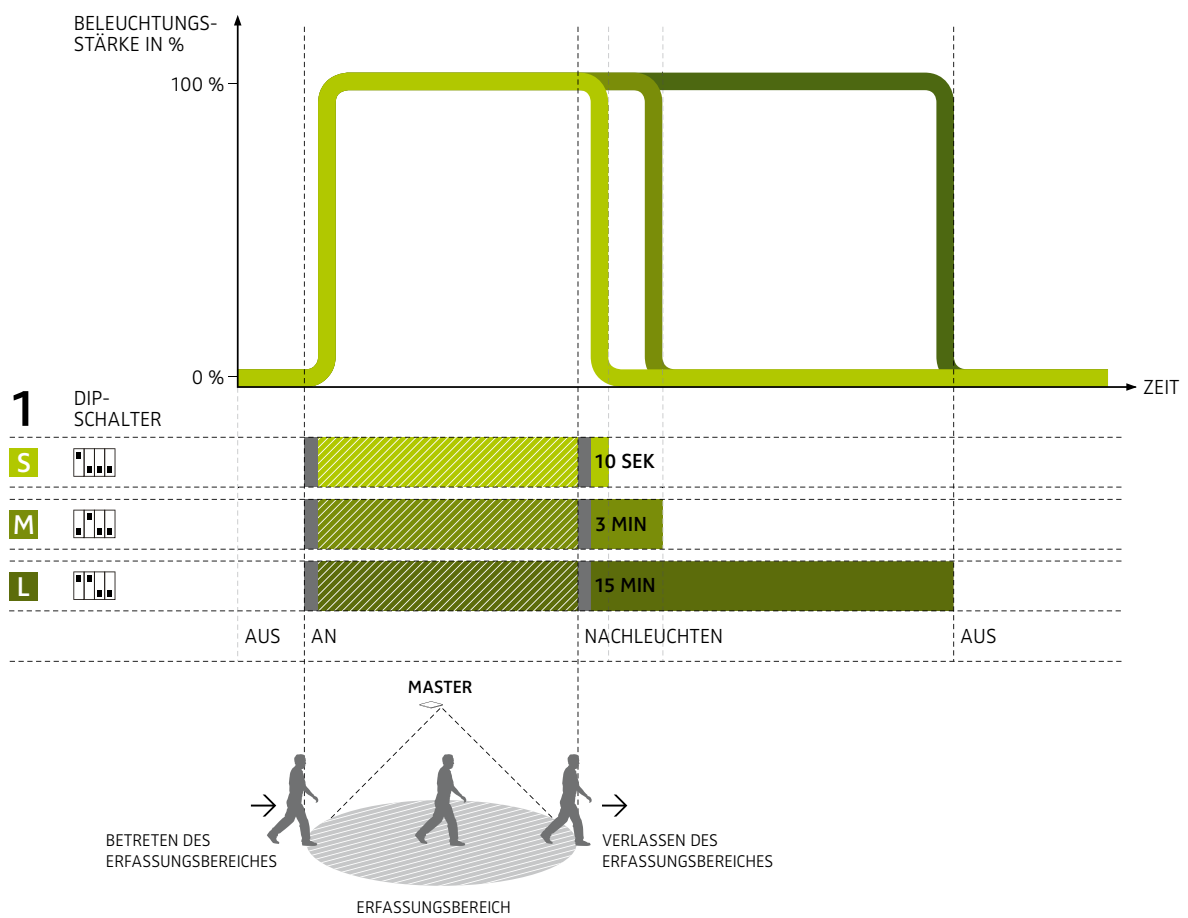 BELEUCHTUNGS-
STÄRKE IN %
100 %
0 %
ZEIT
1
DIP-
SCHALTER
S
10 SEK
M
3 MIN
L
15 MIN
AUS
AN
NACHLEUCHTEN
AUS
MASTER
BETRETEN DES
ERFASSUNGSBEREICHES
VERLASSEN DES
ERFASSUNGSBEREICHES
ERFASSUNGSBEREICH